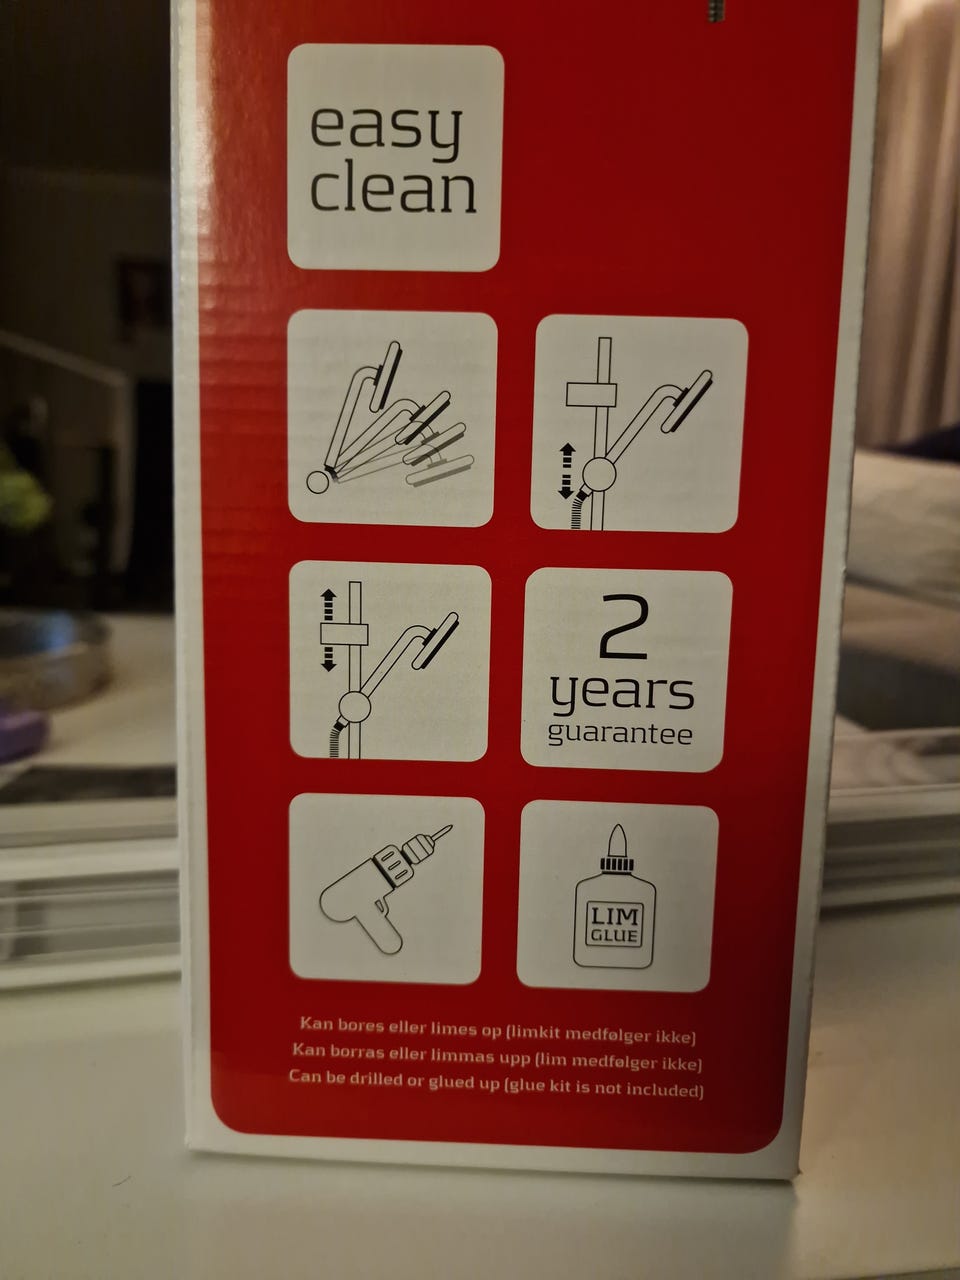 easy
clean
2
years
guarantee
LIM
GLUE
Kan bores eller limes op (limkit medfølger ikke)
Kan borras eller limmas upp (lim medfølger ikke)
Can be drilled or glued up (glue kit is not included)